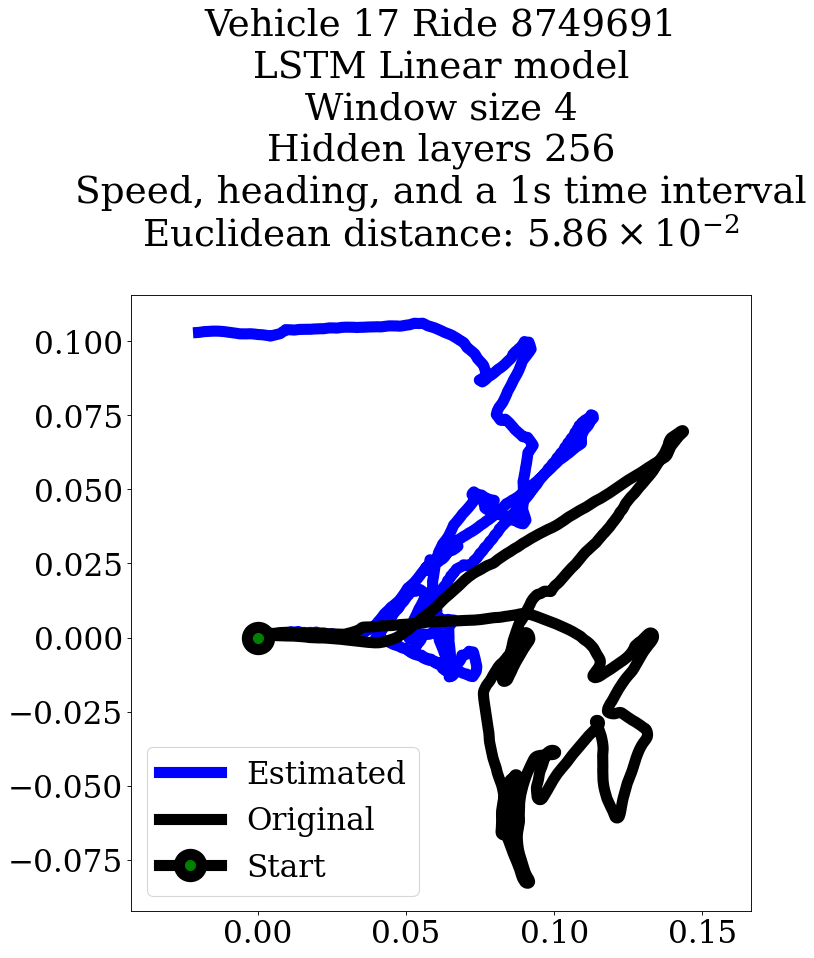 Vehicle 17 Ride 8749691
LSTM Linear model
Window size 4
Hidden layers 256
Speed, heading, and a 1s time interval
Euclidean distance: 5.86 × 10⁻²
0.100
0.075
0.050
0.025
0.000
−0.025
−0.050
−0.075
Estimated
Original
Start
0.00 0.05 0.10 0.15